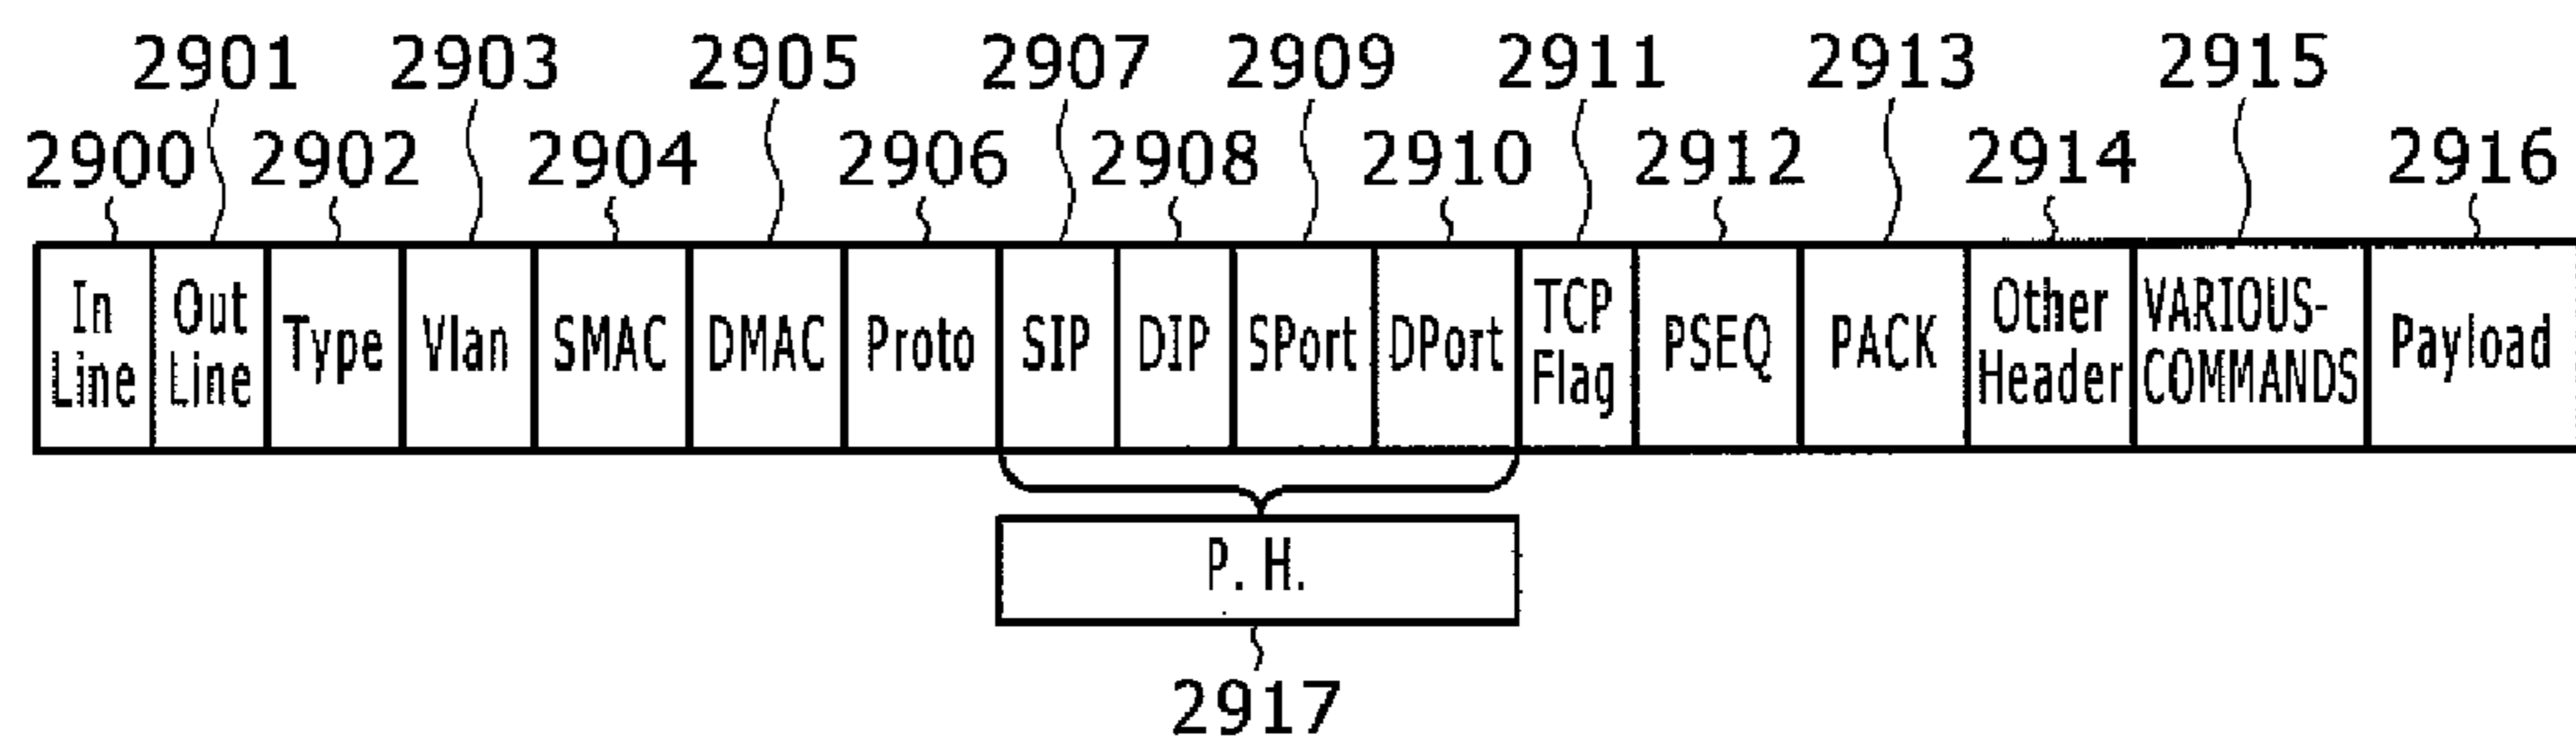 2901 2903 2905 2907 2909 2911 2913 2915
2900 2902 2904 2906 2908 2910 2912 2914 2916
In Line
Out Line
Type
Vlan
SMAC
DMAC
Proto
SIP
DIP
SPort
DPort
TCP Flag
PSEQ
PACK
Other Header
VARIOUS-COMMANDS
Payload
P. H.
2917